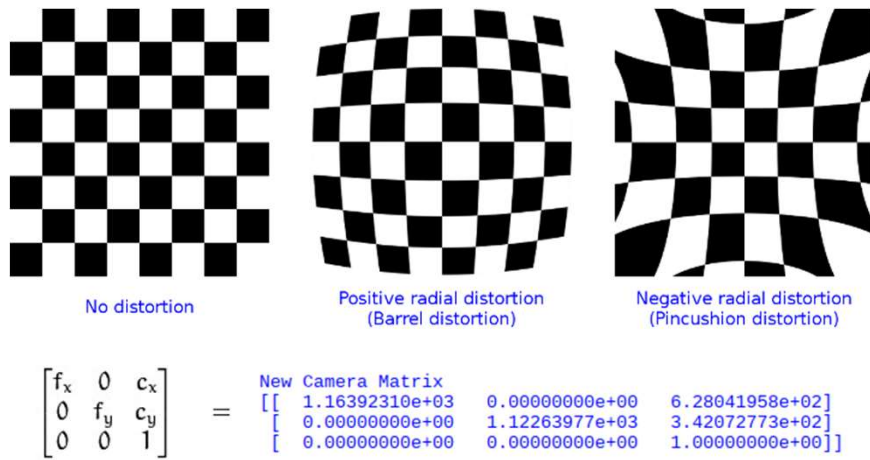 No distortion
Positive radial distortion
(Barrel distortion)
Negative radial distortion
(Pincushion distortion)
[fx 0 cx]
[0 fy cy]
[0 0 1]
=
New Camera Matrix
[[ 1.16392310e+03 0.00000000e+00 6.28041958e+02]
[ 0.00000000e+00 1.12263977e+03 3.42072773e+02]
[ 0.00000000e+00 0.00000000e+00 1.00000000e+00]]